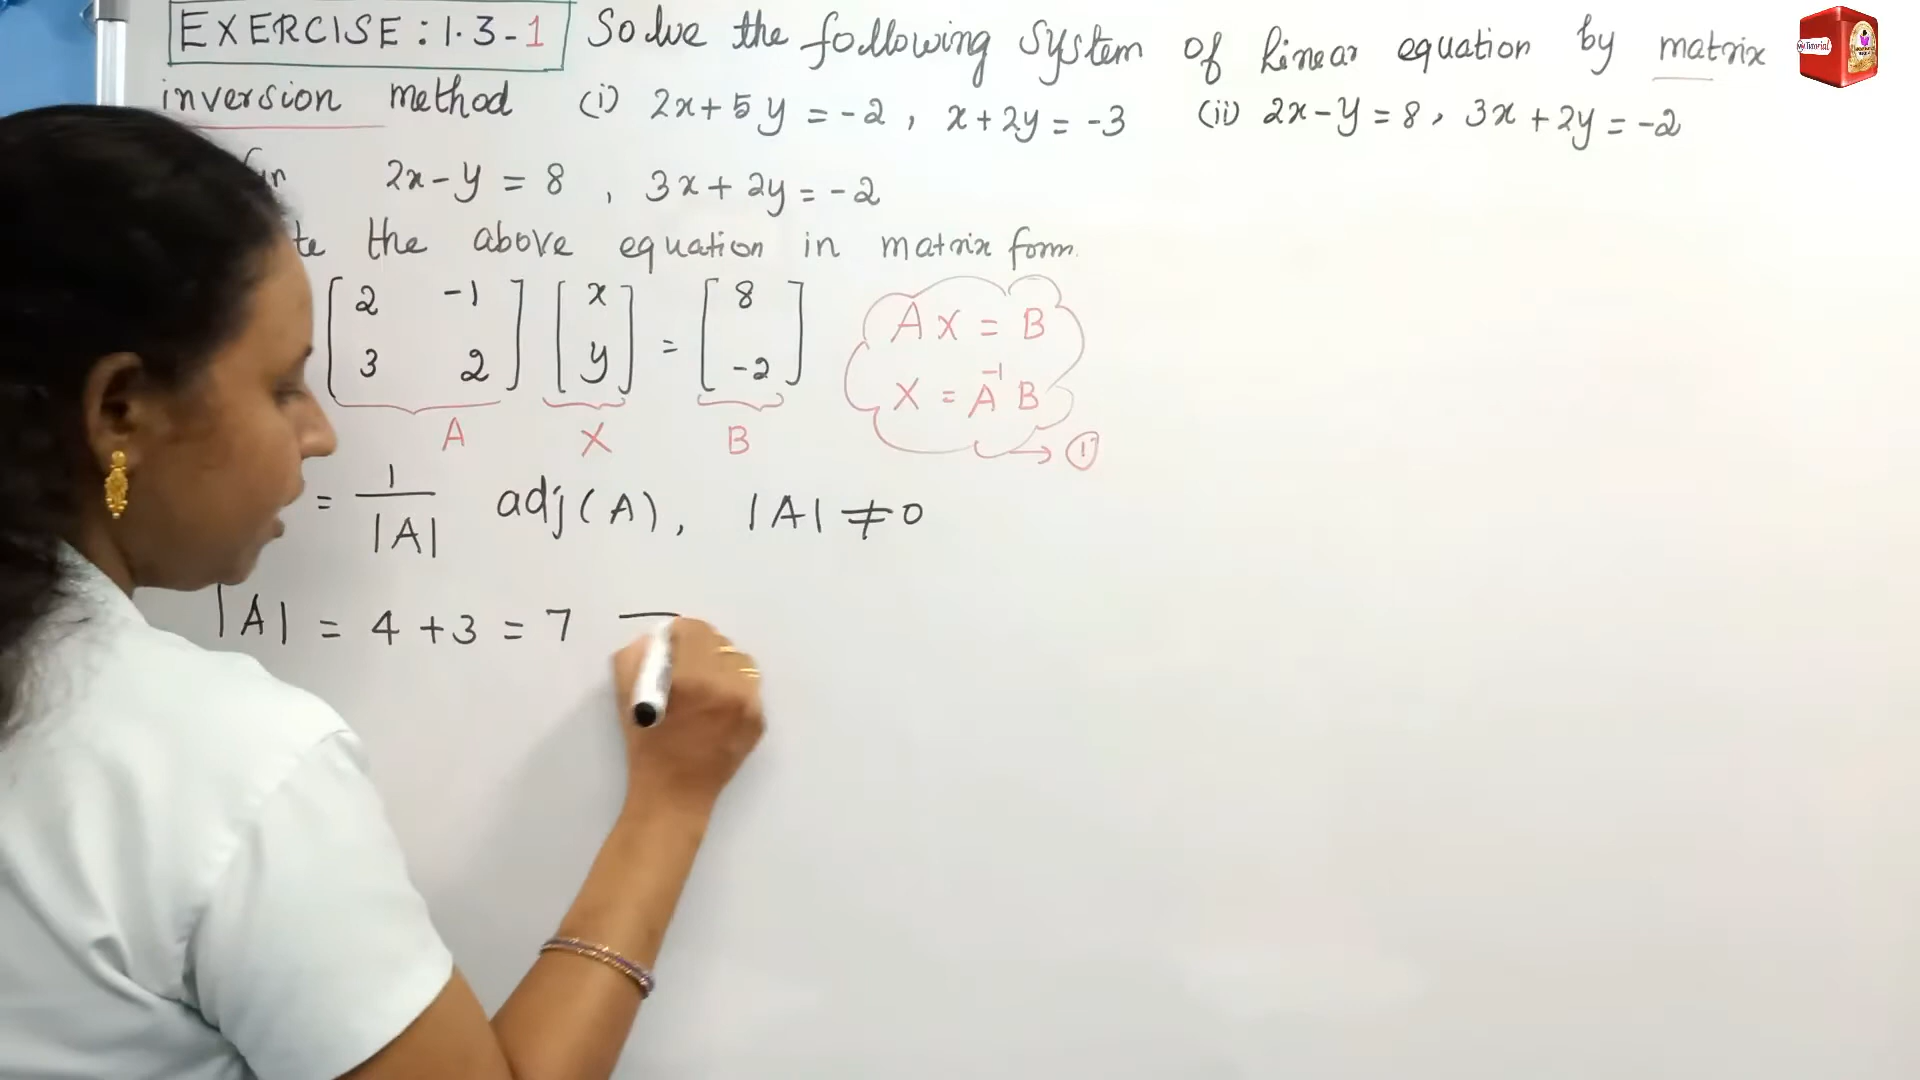 EXERCISE : 1.3-1 Solve the following System of Linear equation by matrix
inversion method (i) 2x+5y = -2 , x+2y = -3 (ii) 2x-y = 8 , 3x+2y = -2
2x-y = 8 , 3x+2y = -2
the above equation in matrix form.
[2 -1] [x] = [8]
[3 2] [y] [-2]
A X B
AX = B
X = A⁻¹ B
→ ①
= 1/|A| adj(A), |A| ≠ 0
|A| = 4+3 = 7